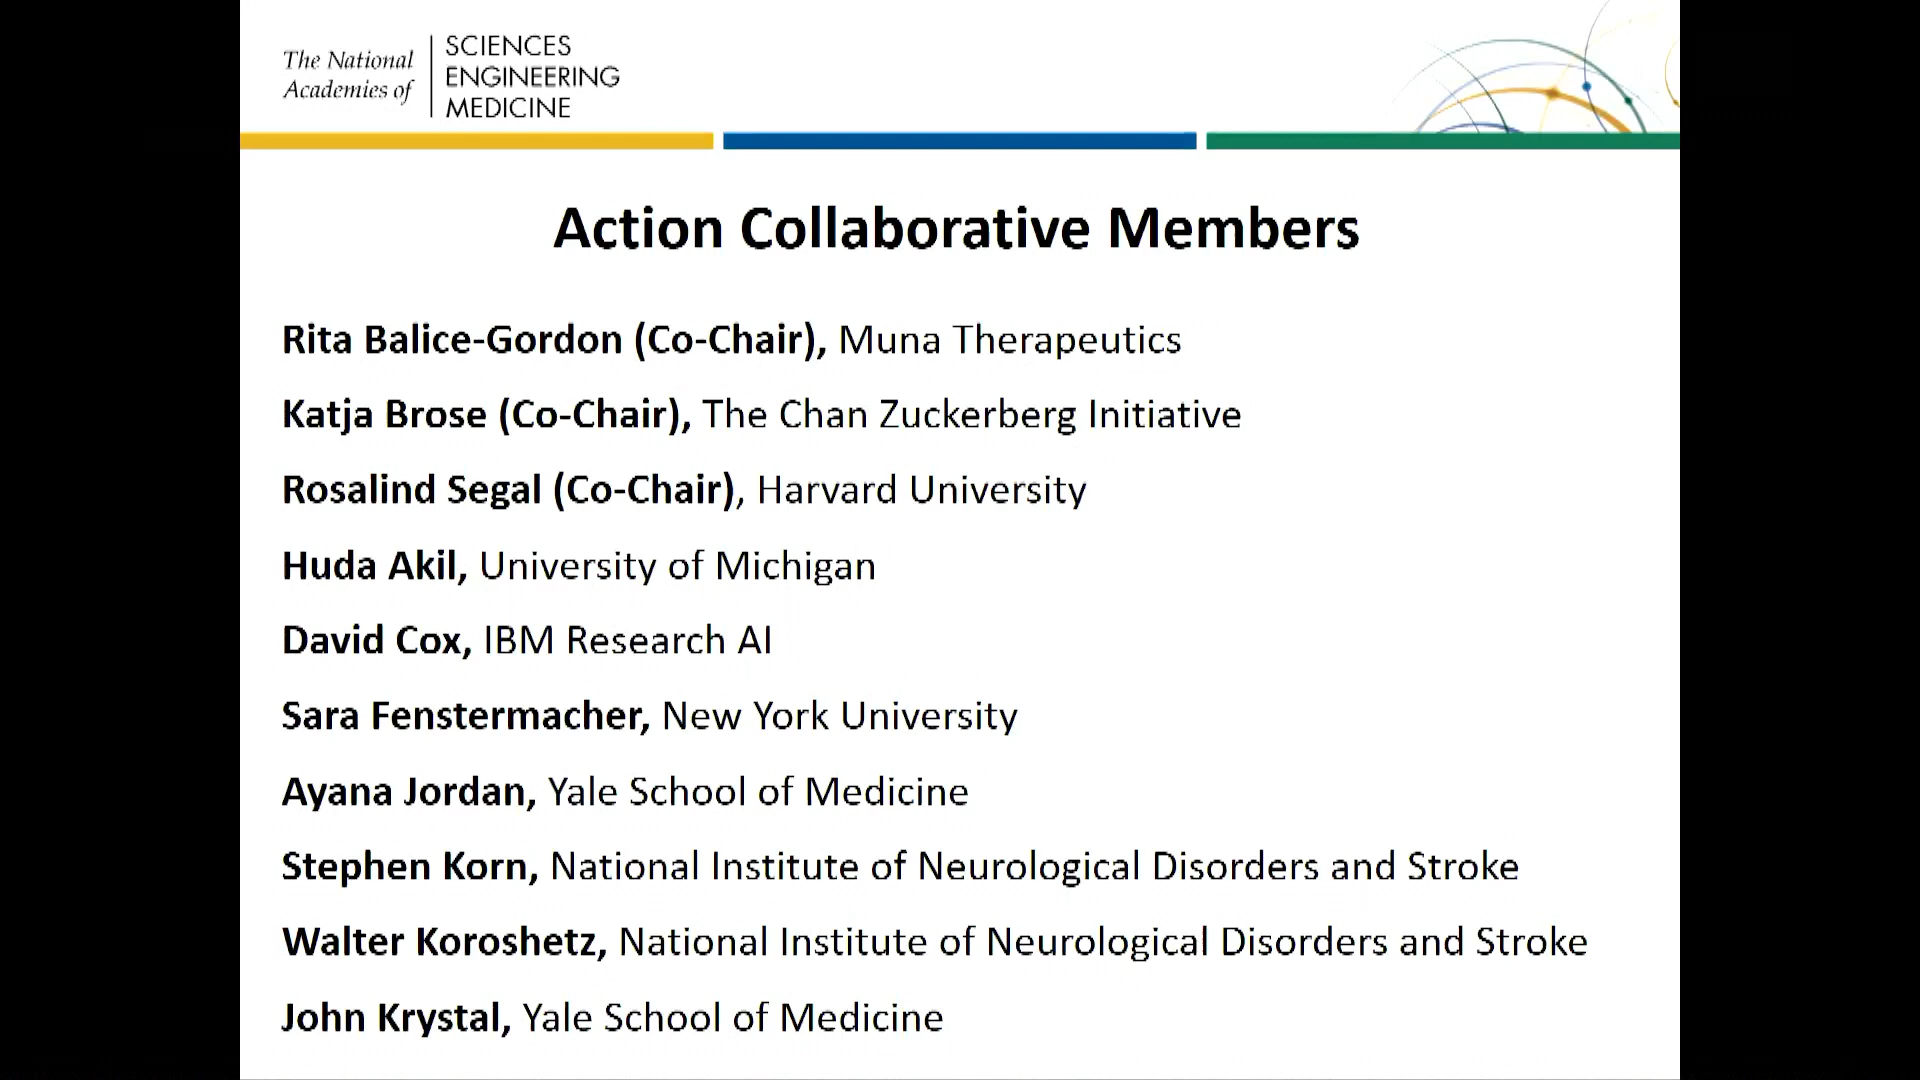 The National
Academies of
SCIENCES
ENGINEERING
MEDICINE
Action Collaborative Members
Rita Balice-Gordon (Co-Chair), Muna Therapeutics
Katja Brose (Co-Chair), The Chan Zuckerberg Initiative
Rosalind Segal (Co-Chair), Harvard University
Huda Akil, University of Michigan
David Cox, IBM Research AI
Sara Fenstermacher, New York University
Ayana Jordan, Yale School of Medicine
Stephen Korn, National Institute of Neurological Disorders and Stroke
Walter Koroshetz, National Institute of Neurological Disorders and Stroke
John Krystal, Yale School of Medicine